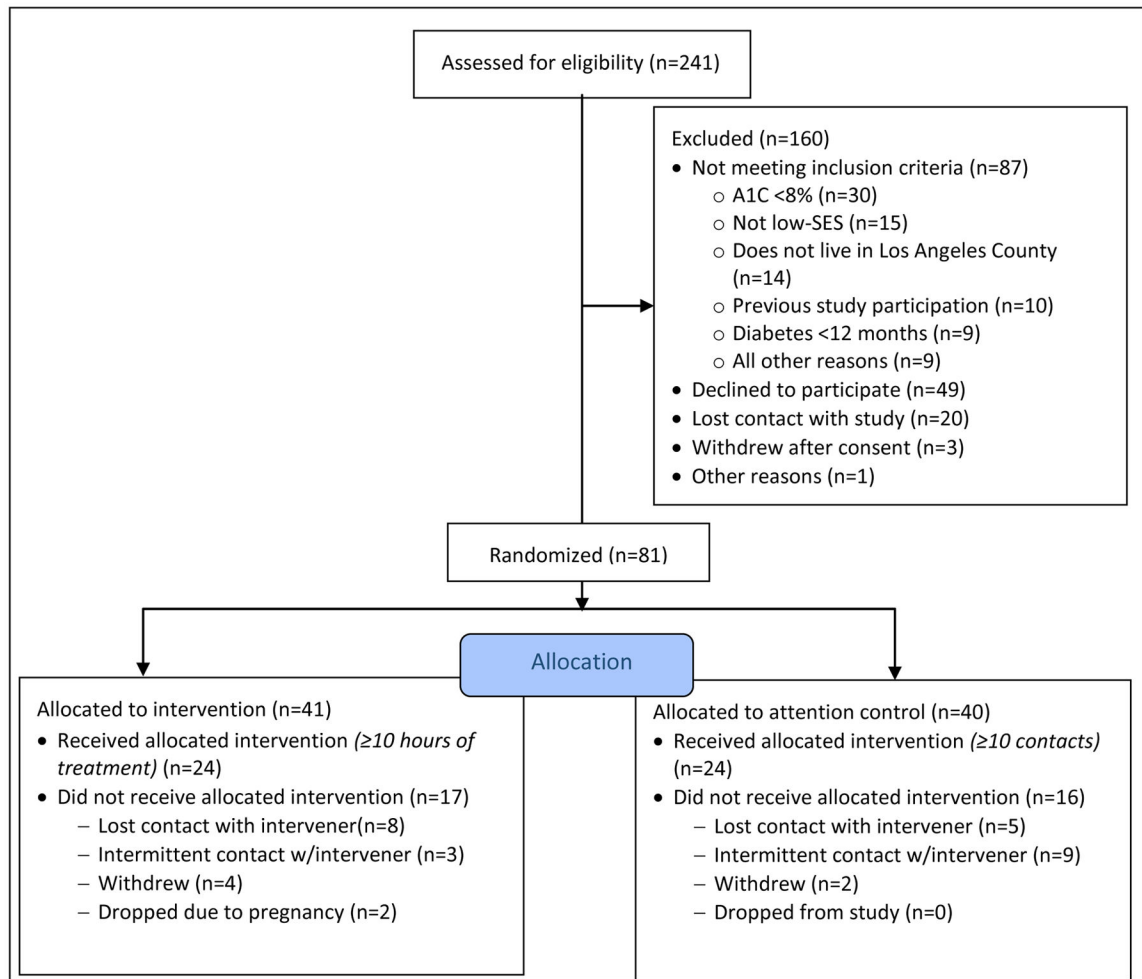 Assessed for eligibility (n=241)
Excluded (n=160)
• Not meeting inclusion criteria (n=87)
o A1C <8% (n=30)
o Not low-SES (n=15)
o Does not live in Los Angeles County
(n=14)
o Previous study participation (n=10)
o Diabetes <12 months (n=9)
o All other reasons (n=9)
• Declined to participate (n=49)
• Lost contact with study (n=20)
• Withdrew after consent (n=3)
• Other reasons (n=1)
Randomized (n=81)
Allocation
Allocated to intervention (n=41)
• Received allocated intervention (≥10 hours of
treatment) (n=24)
• Did not receive allocated intervention (n=17)
– Lost contact with intervener(n=8)
– Intermittent contact w/intervener (n=3)
– Withdrew (n=4)
– Dropped due to pregnancy (n=2)
Allocated to attention control (n=40)
• Received allocated intervention (≥10 contacts)
(n=24)
• Did not receive allocated intervention (n=16)
– Lost contact with intervener (n=5)
– Intermittent contact w/intervener (n=9)
– Withdrew (n=2)
– Dropped from study (n=0)